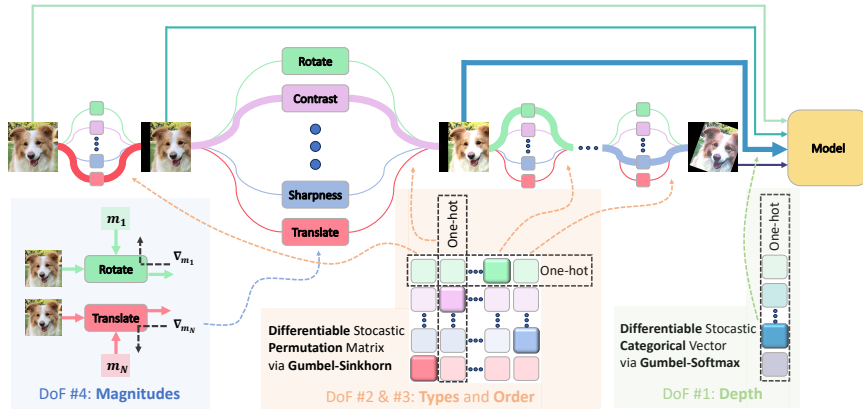 Rotate
Contrast
Sharpness
Translate
Model
m₁
Rotate
∇m₁
Translate
∇mN
mN
DoF #4: Magnitudes
One-hot
One-hot
Differentiable Stocastic
Permutation Matrix
via Gumbel-Sinkhorn
DoF #2 & #3: Types and Order
One-hot
Differentiable Stocastic
Categorical Vector
via Gumbel-Softmax
DoF #1: Depth